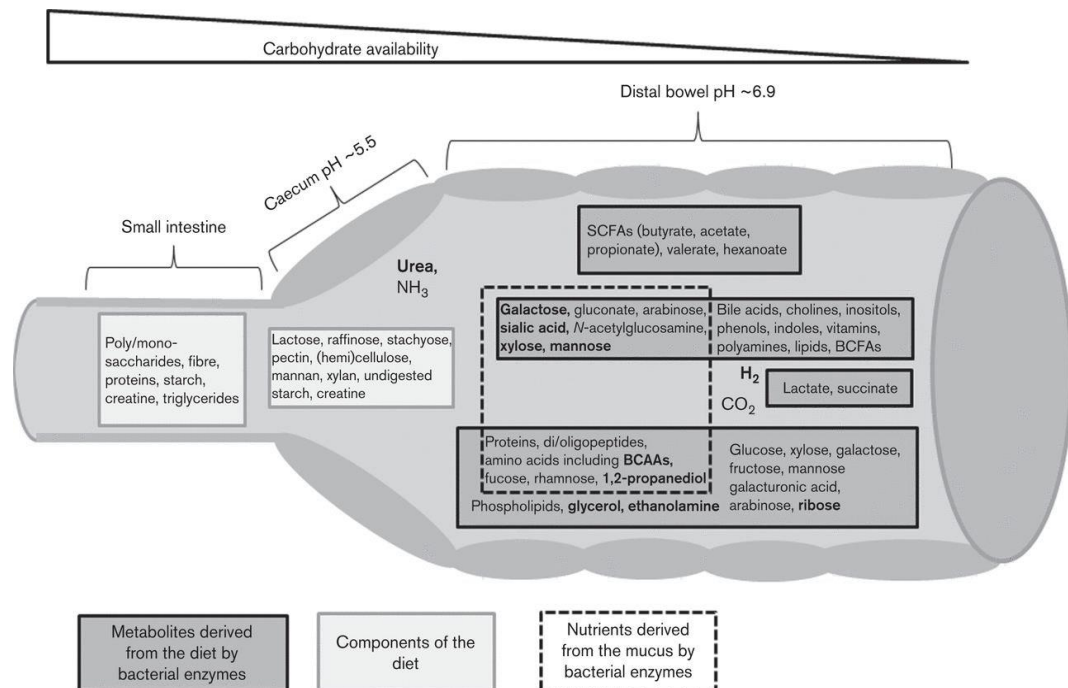 Carbohydrate availability
Distal bowel pH ~6.9
Caecum pH ~5.5
Small intestine
SCFAs (butyrate, acetate,
propionate), valerate, hexanoate
Urea,
NH₃
Galactose, gluconate, arabinose,
sialic acid, N-acetylglucosamine,
xylose, mannose
Bile acids, cholines, inositols,
phenols, indoles, vitamins,
polyamines, lipids, BCFAs
Poly/mono-
saccharides, fibre,
proteins, starch,
creatine, triglycerides
Lactose, raffinose, stachyose,
pectin, (hemi)cellulose,
mannan, xylan, undigested
starch, creatine
H₂
CO₂
Lactate, succinate
Proteins, di/oligopeptides,
amino acids including BCAAs,
fucose, rhamnose, 1,2-propanediol
Phospholipids, glycerol, ethanolamine
Glucose, xylose, galactose,
fructose, mannose
galacturonic acid,
arabinose, ribose
Metabolites derived
from the diet by
bacterial enzymes
Components of the
diet
Nutrients derived
from the mucus by
bacterial enzymes